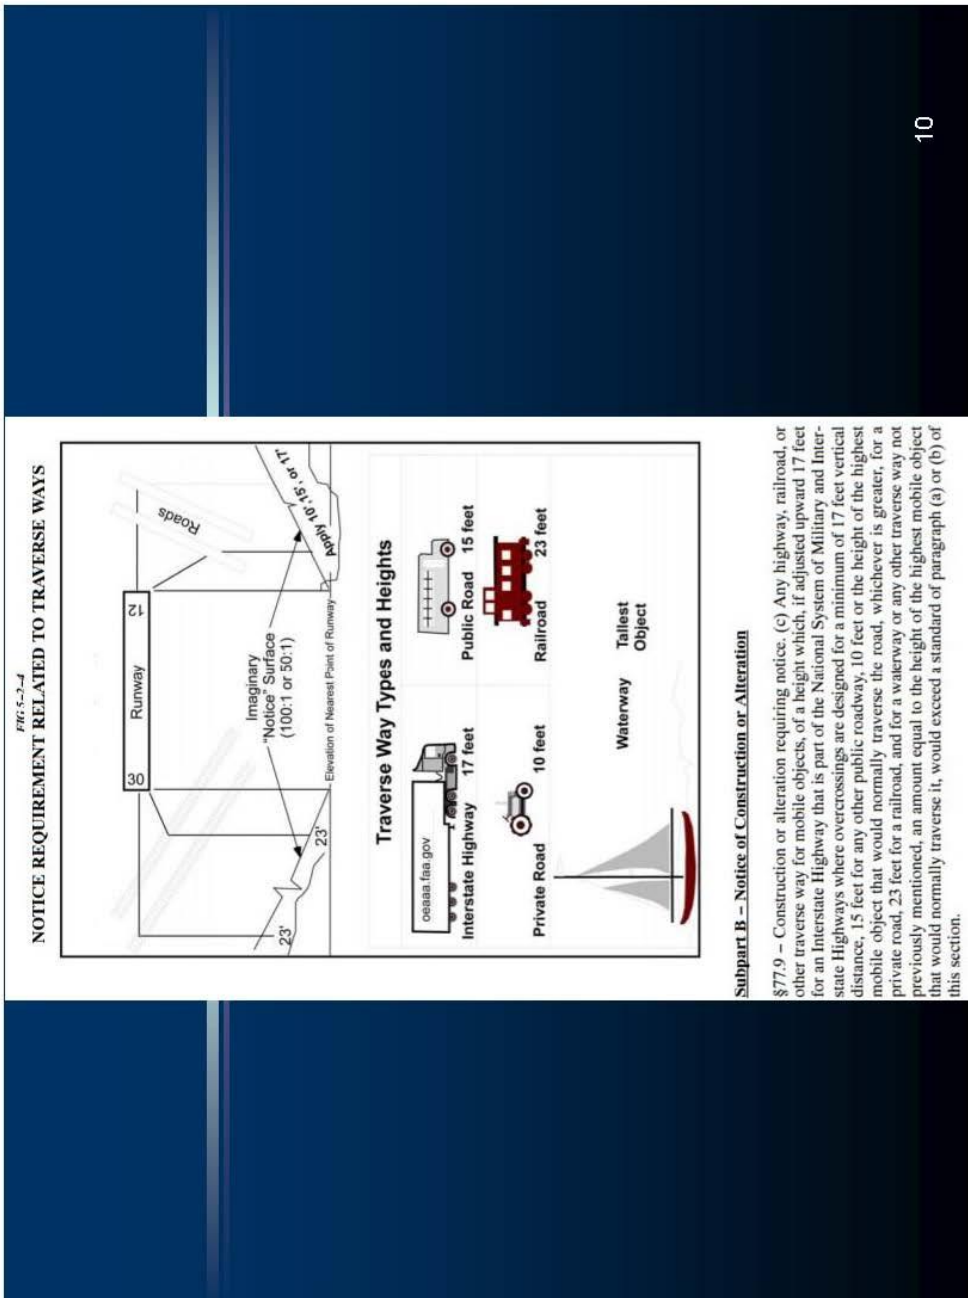 FIG 5-2-4
NOTICE REQUIREMENT RELATED TO TRAVERSE WAYS
30 Runway 12
Roads
Imaginary
"Notice" Surface
(100:1 or 50:1)
23'
23'
Elevation of Nearest Point of Runway
Apply 10', 15', or 17'
Traverse Way Types and Heights
oeaaa.faa.gov
Interstate Highway 17 feet
Public Road 15 feet
Private Road 10 feet
Railroad 23 feet
Waterway Tallest
Object
Subpart B – Notice of Construction or Alteration
§77.9 – Construction or alteration requiring notice. (c) Any highway, railroad, or
other traverse way for mobile objects, of a height which, if adjusted upward 17 feet
for an Interstate Highway that is part of the National System of Military and Inter-
state Highways where overcrossings are designed for a minimum of 17 feet vertical
distance, 15 feet for any other public roadway, 10 feet or the height of the highest
mobile object that would normally traverse the road, whichever is greater, for a
private road, 23 feet for a railroad, and for a waterway or any other traverse way not
previously mentioned, an amount equal to the height of the highest mobile object
that would normally traverse it, would exceed a standard of paragraph (a) or (b) of
this section.
10